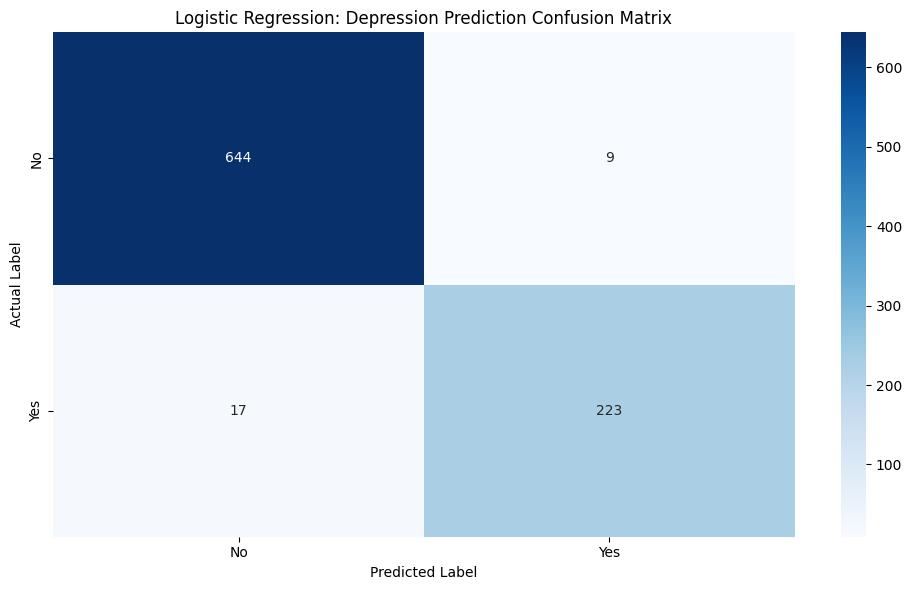 Logistic Regression: Depression Prediction Confusion Matrix
Actual Label
No
644
9
Yes
17
223
No
Yes
Predicted Label
600
500
400
300
200
100